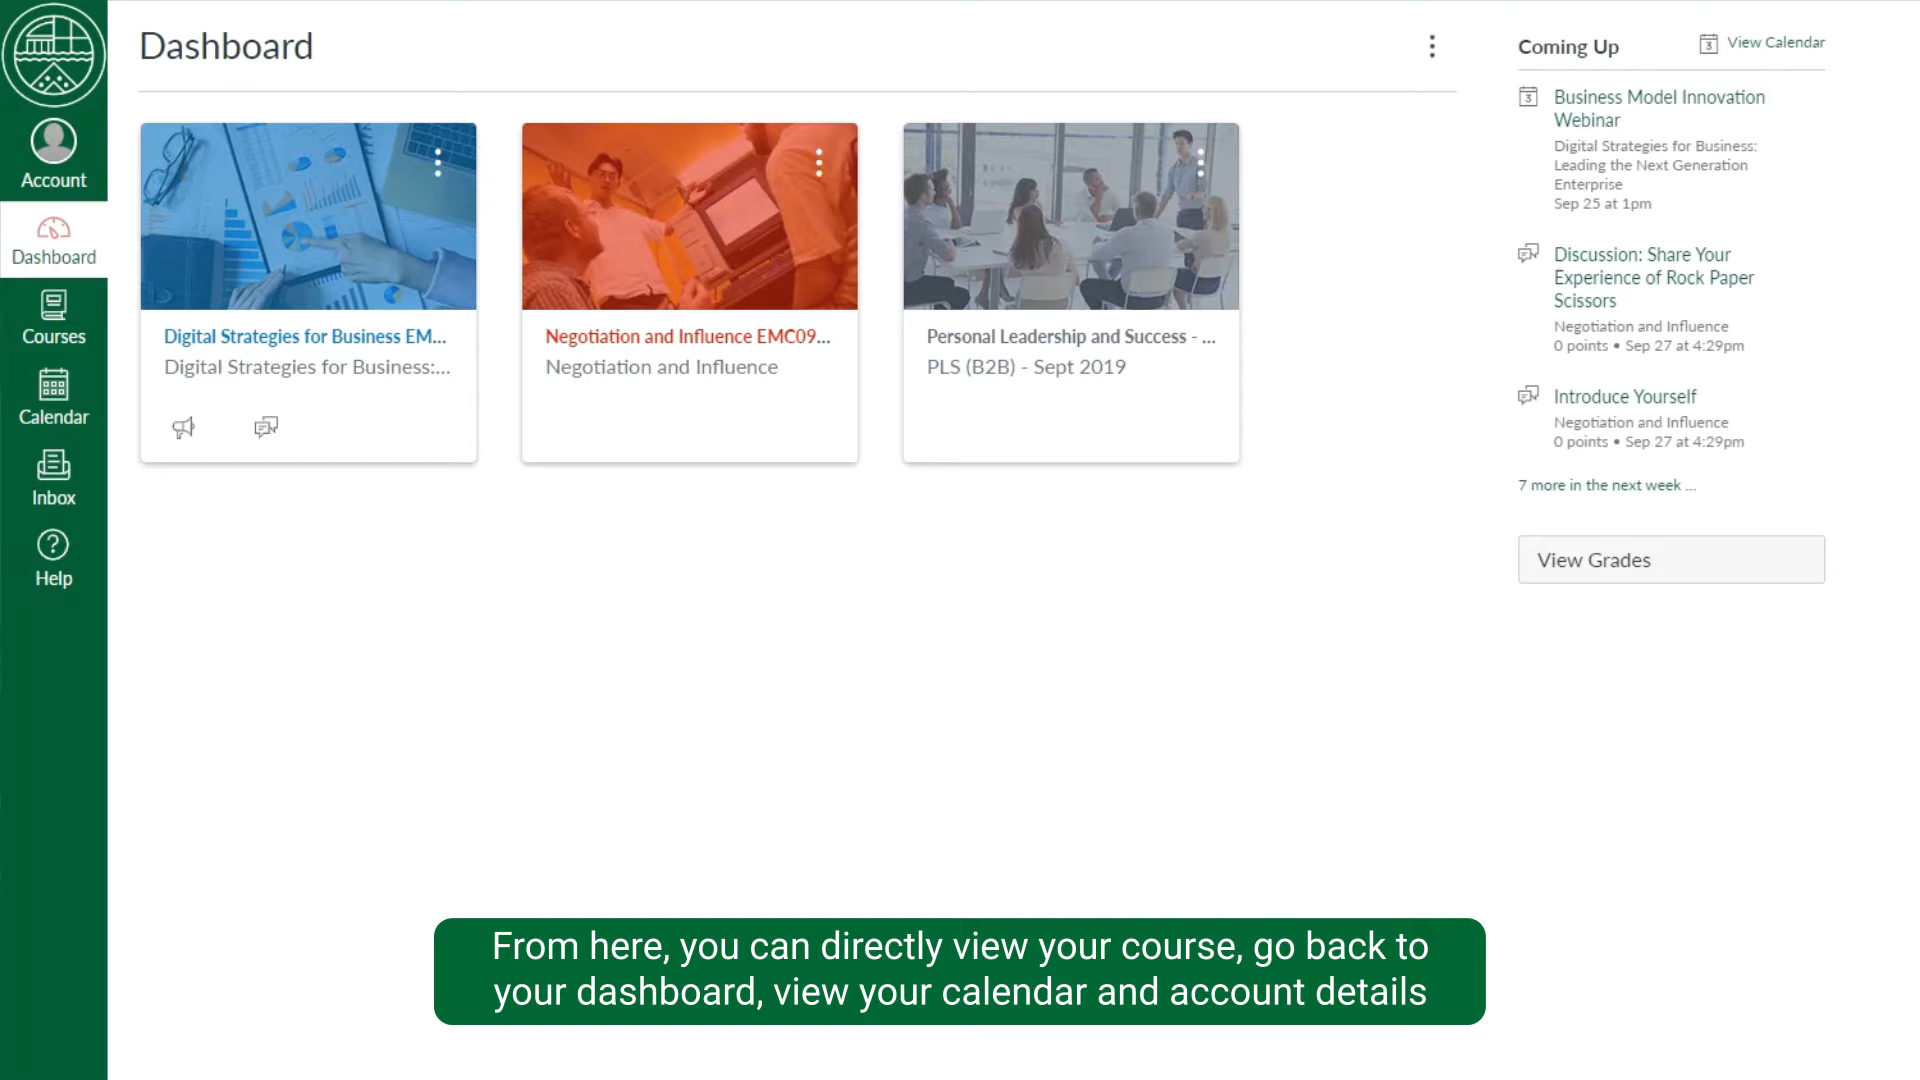 Dashboard
Account
Dashboard
Courses
Calendar
Inbox
Help
Digital Strategies for Business EM...
Digital Strategies for Business:...
Negotiation and Influence EMC09...
Negotiation and Influence
Personal Leadership and Success - ...
PLS (B2B) - Sept 2019
Coming Up
3
View Calendar
3
Business Model Innovation
Webinar
Digital Strategies for Business:
Leading the Next Generation
Enterprise
Sep 25 at 1pm
Discussion: Share Your
Experience of Rock Paper
Scissors
Negotiation and Influence
0 points • Sep 27 at 4:29pm
Introduce Yourself
Negotiation and Influence
0 points • Sep 27 at 4:29pm
7 more in the next week ...
View Grades
From here, you can directly view your course, go back to
your dashboard, view your calendar and account details